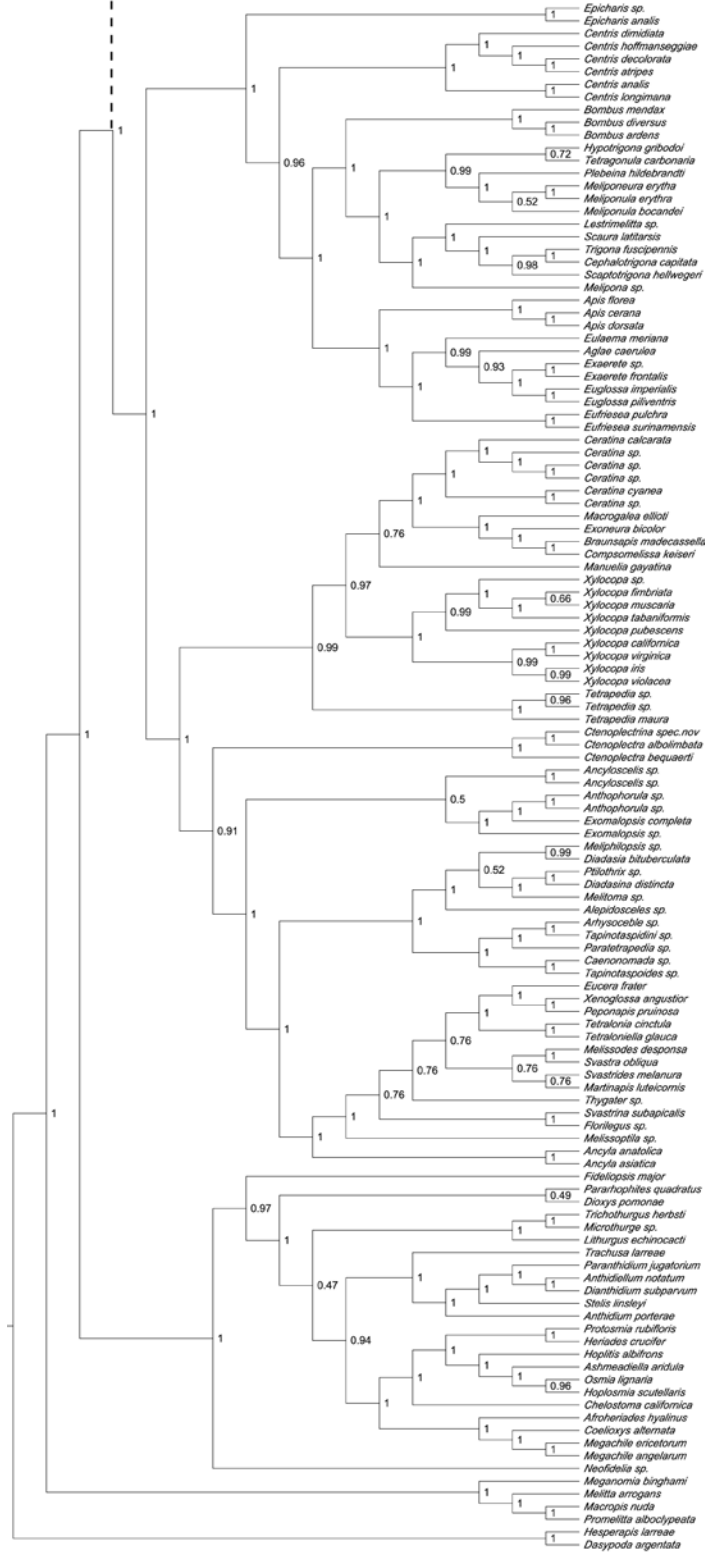 Epicharis sp.
Epicharis analis
Centris dimidiata
Centris hoffmanseggiae
Centris decolorata
Centris atripes
Centris analis
Centris longimana
Bombus mendax
Bombus diversus
Bombus ardens
Hypotrigona gribodoi
Tetragonula carbonaria
Plebeina hildebrandti
Meliponeura erytha
Meliponula erythra
Meliponula bocandei
Lestrimelitta sp.
Scaura latitarsis
Trigona fuscipennis
Cephalotrigona capitata
Scaptotrigona hellwegeri
Melipona sp.
Apis florea
Apis cerana
Apis dorsata
Eulaema meriana
Aglae caerulea
Exaerete sp.
Exaerete frontalis
Euglossa imperialis
Euglossa piliventris
Eufriesea pulchra
Eufriesea surinamensis
Ceratina calcarata
Ceratina sp.
Ceratina sp.
Ceratina sp.
Ceratina cyanea
Ceratina sp.
Macrogalea ellioti
Exoneura bicolor
Braunsapis madecassella
Compsomelissa keiseri
Manuelia gayatina
Xylocopa sp.
Xylocopa fimbriata
Xylocopa muscaria
Xylocopa tabaniformis
Xylocopa pubescens
Xylocopa californica
Xylocopa virginica
Xylocopa iris
Xylocopa violacea
Tetrapedia sp.
Tetrapedia sp.
Tetrapedia maura
Ctenoplectrina spec.nov
Ctenoplectra albolimbata
Ctenoplectra bequaerti
Ancyloscelis sp.
Ancyloscelis sp.
Anthophorula sp.
Anthophorula sp.
Exomalopsis completa
Exomalopsis sp.
Meliphilopsis sp.
Diadasia bituberculata
Ptilothrix sp.
Diadasina distincta
Melitoma sp.
Alepidosceles sp.
Arhysoceble sp.
Tapinotaspidini sp.
Paratetrapedia sp.
Caenonomada sp.
Tapinotaspoides sp.
Eucera frater
Xenoglossa angustior
Peponapis pruinosa
Tetralonia cinctula
Tetraloniella glauca
Melissodes desponsa
Svastra obliqua
Svastrides melanura
Martinapis luteicornis
Thygater sp.
Svastrina subapicalis
Florilegus sp.
Melissoptila sp.
Ancyla anatolica
Ancyla asiatica
Fideliopsis major
Pararhophites quadratus
Dioxys pomonae
Trichothurgus herbsti
Microthurge sp.
Lithurgus echinocacti
Trachusa larreae
Paranthidium jugatorium
Anthidiellum notatum
Dianthidium subparvum
Stelis linsleyi
Anthidium porterae
Protosmia rubifloris
Heriades crucifer
Hoplitis albifrons
Ashmeadiella aridula
Osmia lignaria
Hoplosmia scutellaris
Chelostoma californica
Afroheriades hyalinus
Coelioxys alternata
Megachile ericetorum
Megachile angelarum
Neofidelia sp.
Meganomia binghami
Melitta arrogans
Macropis nuda
Promelitta alboclypeata
Hesperapis larreae
Dasypoda argentata